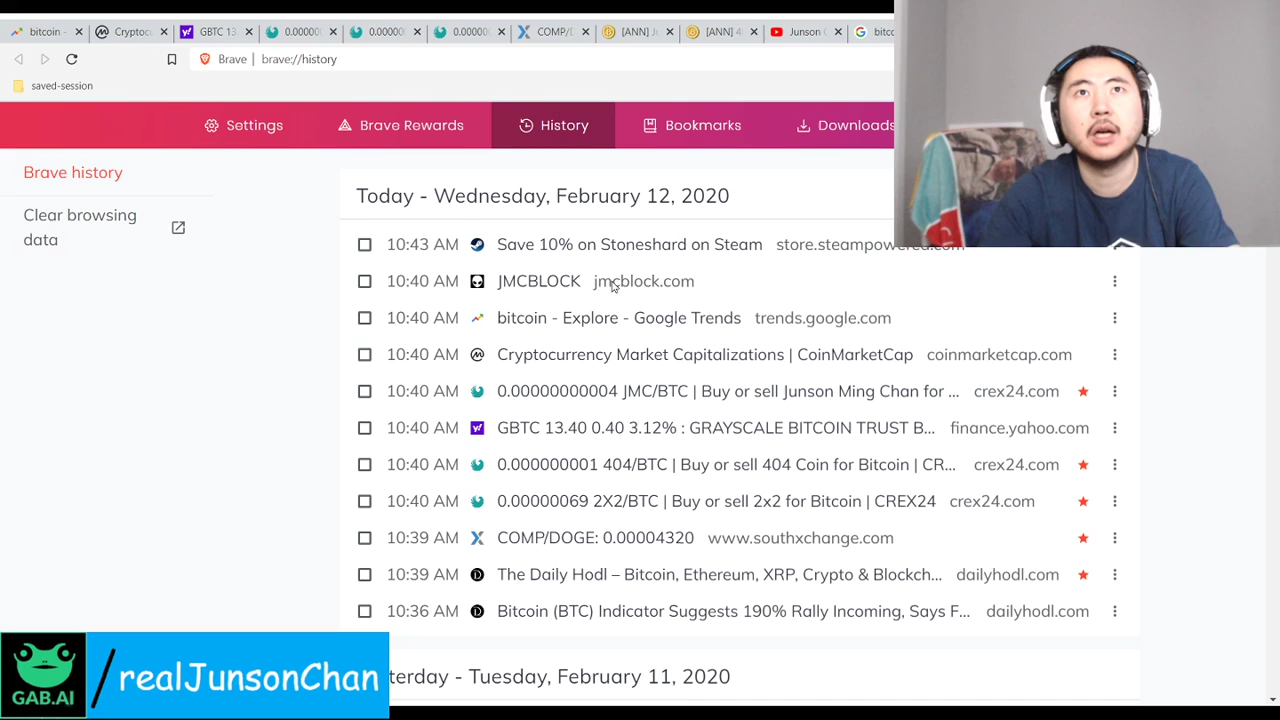 bitcoin -
Cryptoc
GBTC 13
0.0000
0.0000
0.0000
COMP/D
[ANN] J
[ANN] 4
Junson C
bitc
Brave | brave://history
saved-session
Settings
Brave Rewards
History
Bookmarks
Downloads
Brave history
Clear browsing
data
Today - Wednesday, February 12, 2020
10:43 AM Save 10% on Stoneshard on Steam store.steampowered.com
10:40 AM JMCBLOCK jmcblock.com
10:40 AM bitcoin - Explore - Google Trends trends.google.com
10:40 AM Cryptocurrency Market Capitalizations | CoinMarketCap coinmarketcap.com
10:40 AM 0.00000000004 JMC/BTC | Buy or sell Junson Ming Chan for ... crex24.com
10:40 AM GBTC 13.40 0.40 3.12% : GRAYSCALE BITCOIN TRUST B... finance.yahoo.com
10:40 AM 0.000000001 404/BTC | Buy or sell 404 Coin for Bitcoin | CR... crex24.com
10:40 AM 0.00000069 2X2/BTC | Buy or sell 2x2 for Bitcoin | CREX24 crex24.com
10:39 AM COMP/DOGE: 0.00004320 www.southxchange.com
10:39 AM The Daily Hodl – Bitcoin, Ethereum, XRP, Crypto & Blockch... dailyhodl.com
10:36 AM Bitcoin (BTC) Indicator Suggests 190% Rally Incoming, Says F... dailyhodl.com
terday - Tuesday, February 11, 2020
GAB.AI
/realJunsonChan